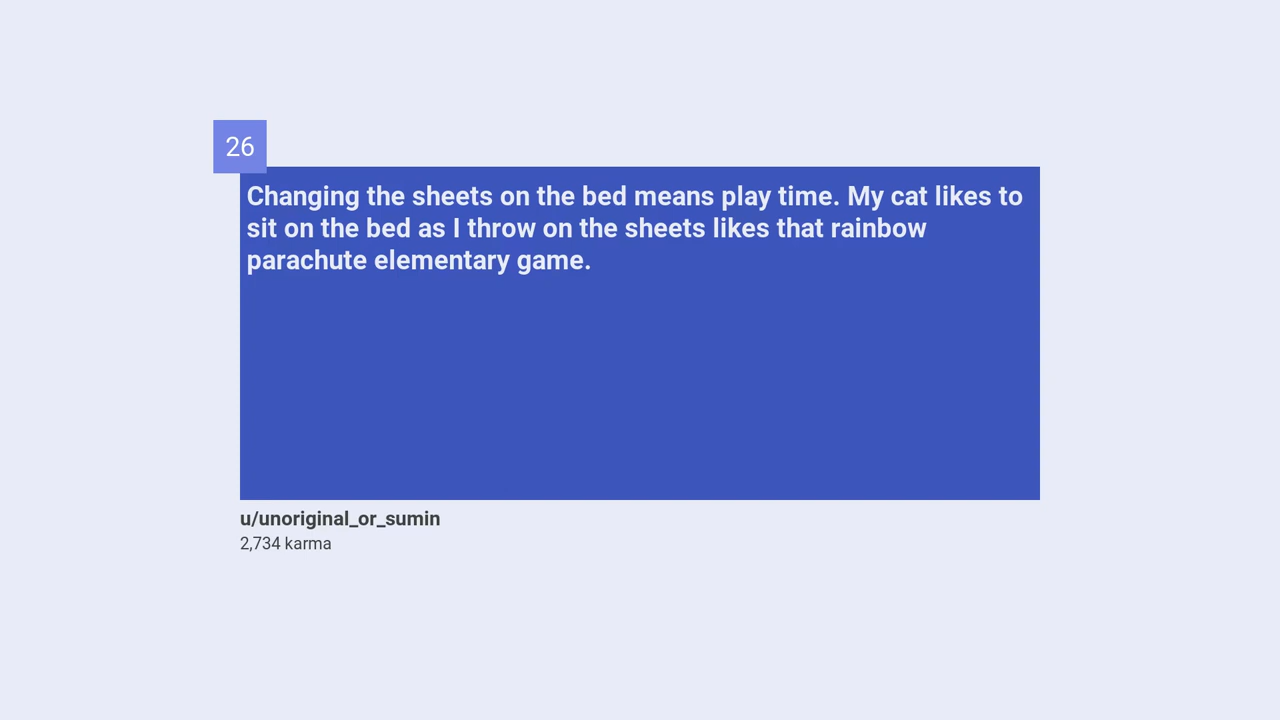 26
Changing the sheets on the bed means play time. My cat likes to
sit on the bed as I throw on the sheets likes that rainbow
parachute elementary game.
u/unoriginal_or_sumin
2,734 karma